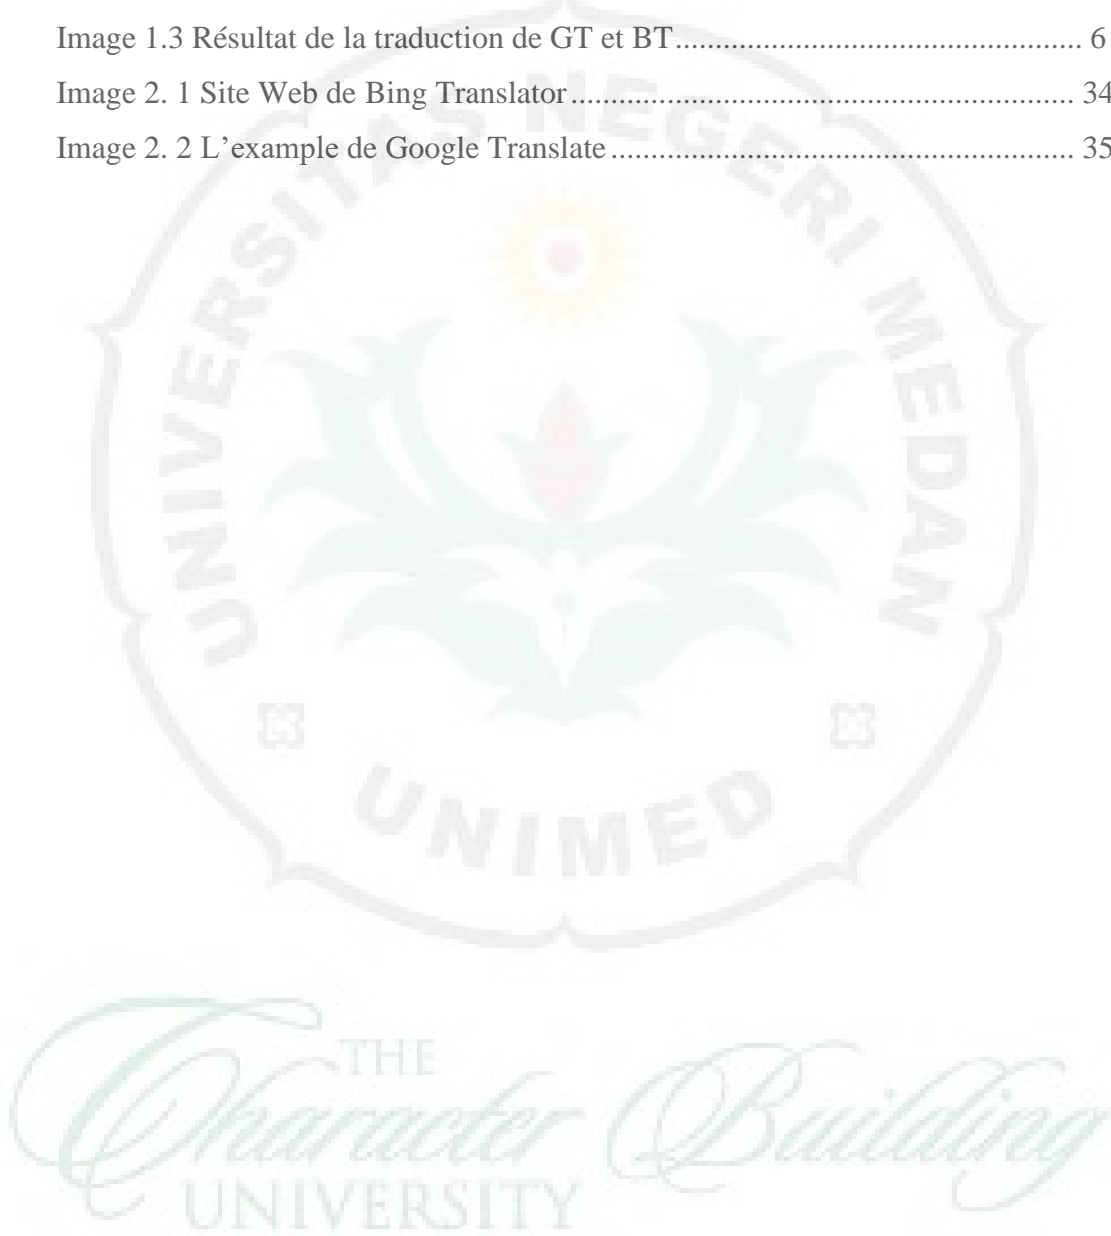 Image 1.3 Résultat de la traduction de GT et BT.................................................... 6
Image 2. 1 Site Web de Bing Translator................................................................ 34
Image 2. 2 L’example de Google Translate........................................................... 35
UNIVERSITAS NEGERI MEDAN
UNIMED
THE
Character Building
UNIVERSITY